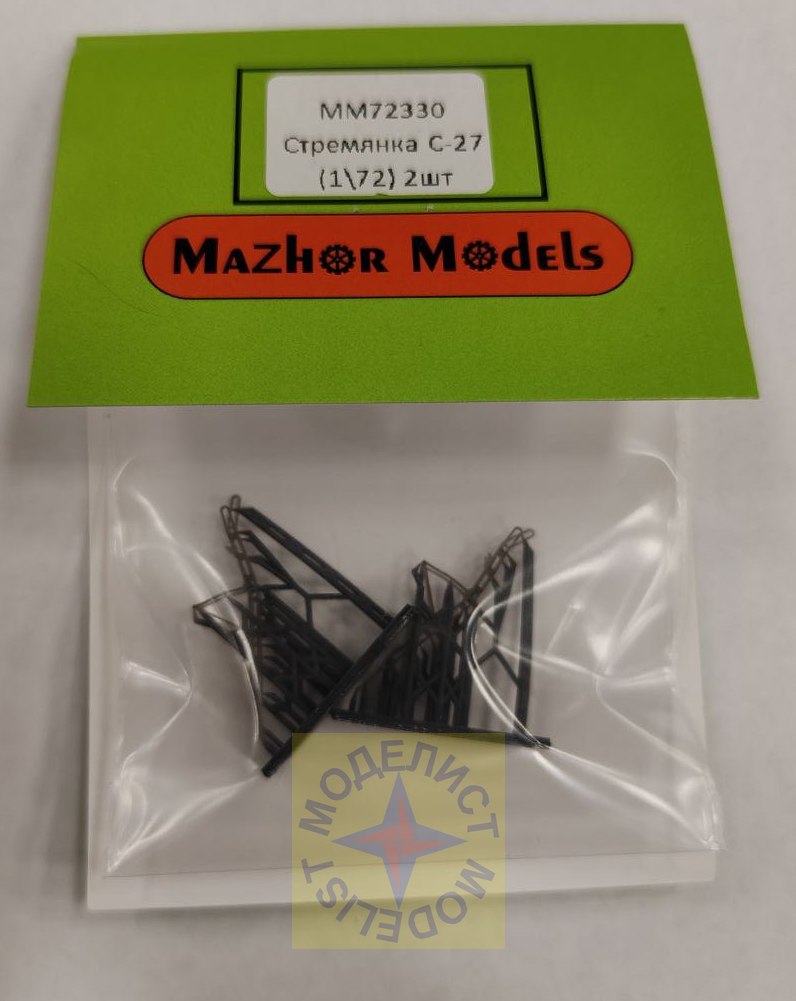 MM72330
Стремянка С-27
(1\72) 2шт
MAZHOR MODELS
МОДЕЛИСТ
MODELIST